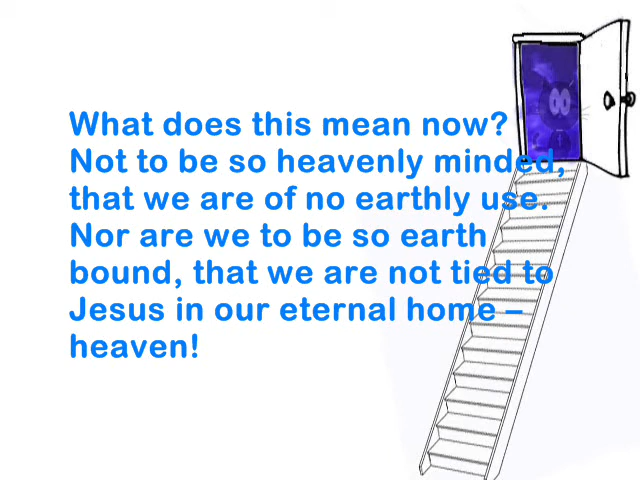 What does this mean now?
Not to be so heavenly minded,
that we are of no earthly use.
Nor are we to be so earth
bound, that we are not tied to
Jesus in our eternal home –
heaven!